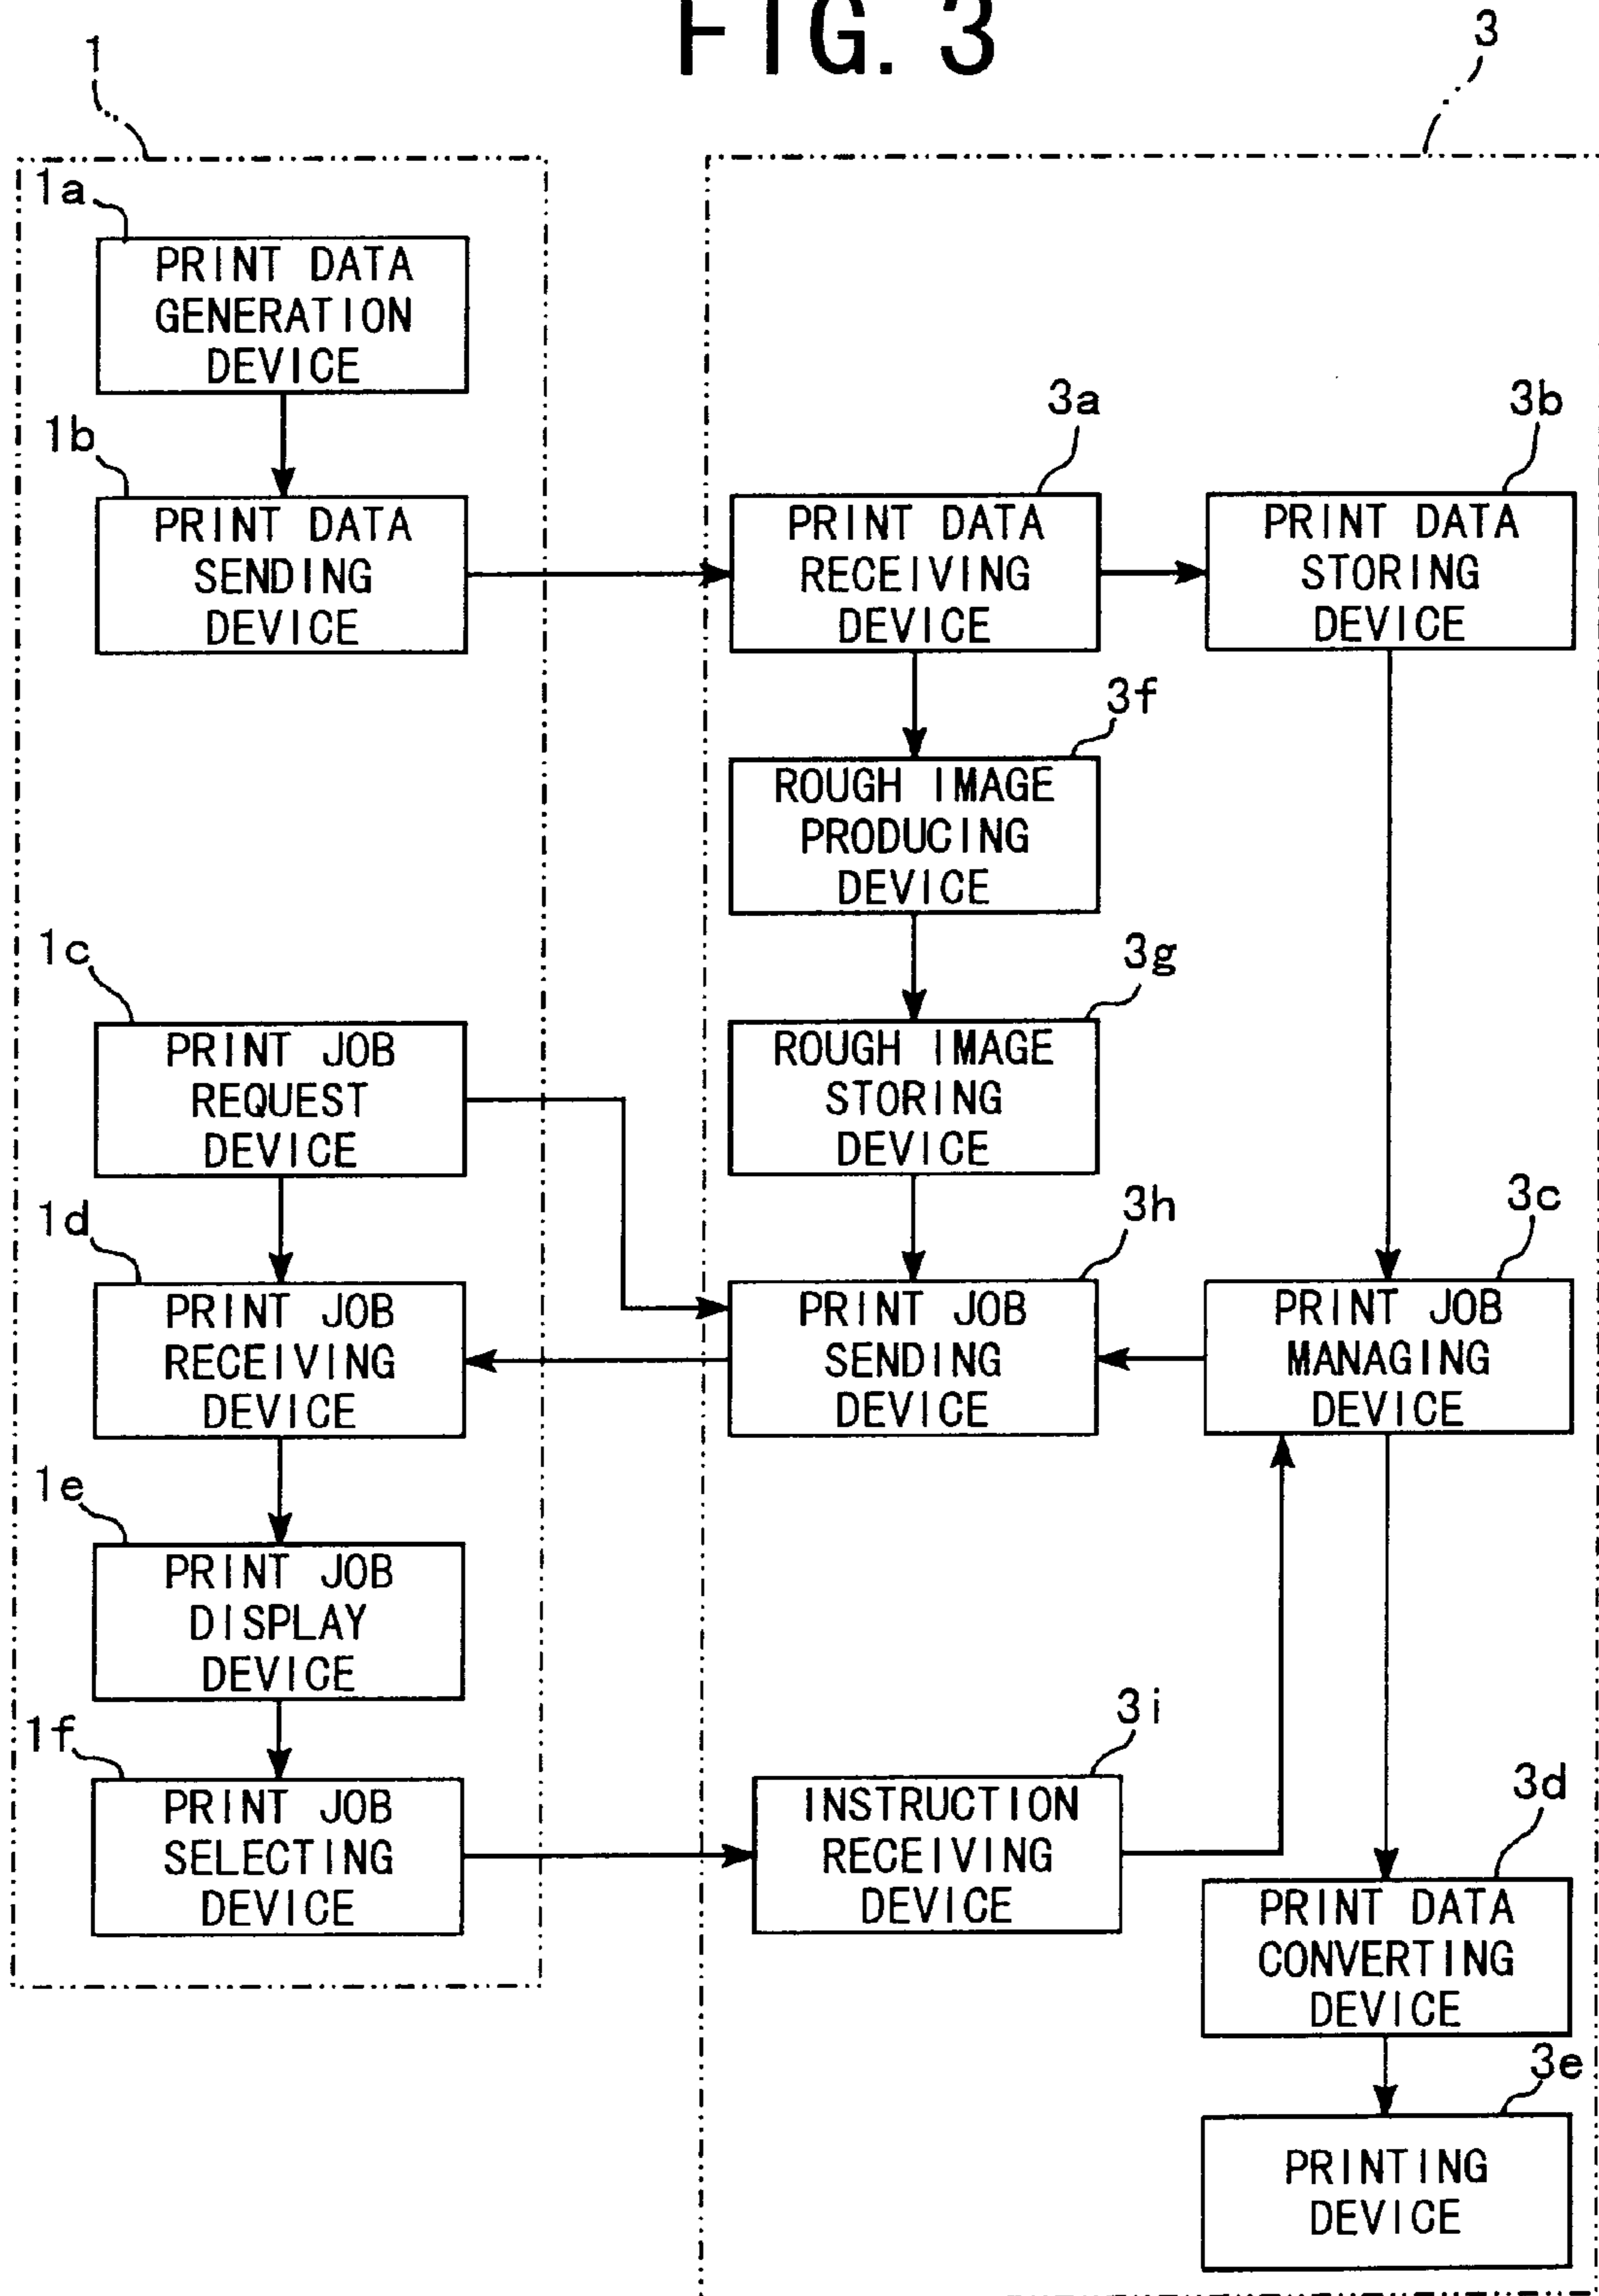 FIG. 3
1
3
1a
PRINT DATA
GENERATION
DEVICE
1b
PRINT DATA
SENDING
DEVICE
3a
PRINT DATA
RECEIVING
DEVICE
3b
PRINT DATA
STORING
DEVICE
3f
ROUGH IMAGE
PRODUCING
DEVICE
1c
PRINT JOB
REQUEST
DEVICE
3g
ROUGH IMAGE
STORING
DEVICE
1d
PRINT JOB
RECEIVING
DEVICE
3h
PRINT JOB
SENDING
DEVICE
3c
PRINT JOB
MANAGING
DEVICE
1e
PRINT JOB
DISPLAY
DEVICE
1f
PRINT JOB
SELECTING
DEVICE
3i
INSTRUCTION
RECEIVING
DEVICE
3d
PRINT DATA
CONVERTING
DEVICE
3e
PRINTING
DEVICE